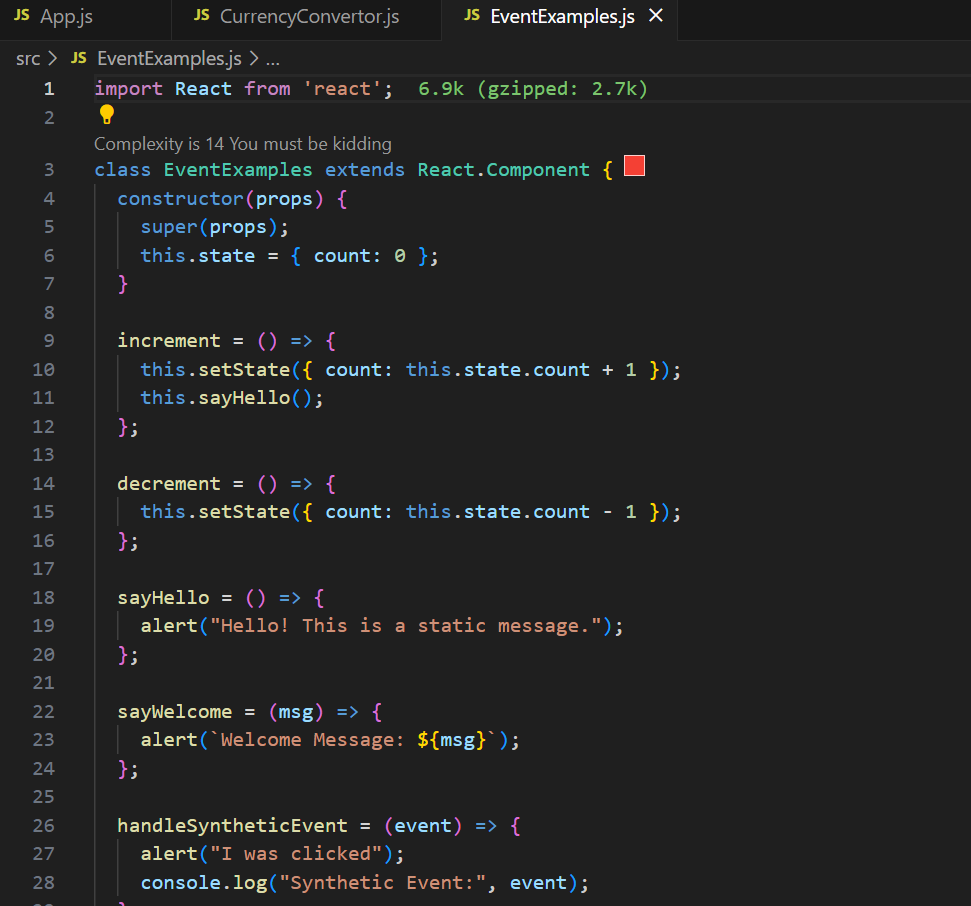 JS App.js JS CurrencyConvertor.js JS EventExamples.js ×
src > JS EventExamples.js > ...
1 import React from 'react'; 6.9k (gzipped: 2.7k)
2
Complexity is 14 You must be kidding
3 class EventExamples extends React.Component {
4 constructor(props) {
5 super(props);
6 this.state = { count: 0 };
7 }
8
9 increment = () => {
10 this.setState({ count: this.state.count + 1 });
11 this.sayHello();
12 };
13
14 decrement = () => {
15 this.setState({ count: this.state.count - 1 });
16 };
17
18 sayHello = () => {
19 alert("Hello! This is a static message.");
20 };
21
22 sayWelcome = (msg) => {
23 alert(`Welcome Message: ${msg}`);
24 };
25
26 handleSyntheticEvent = (event) => {
27 alert("I was clicked");
28 console.log("Synthetic Event:", event);